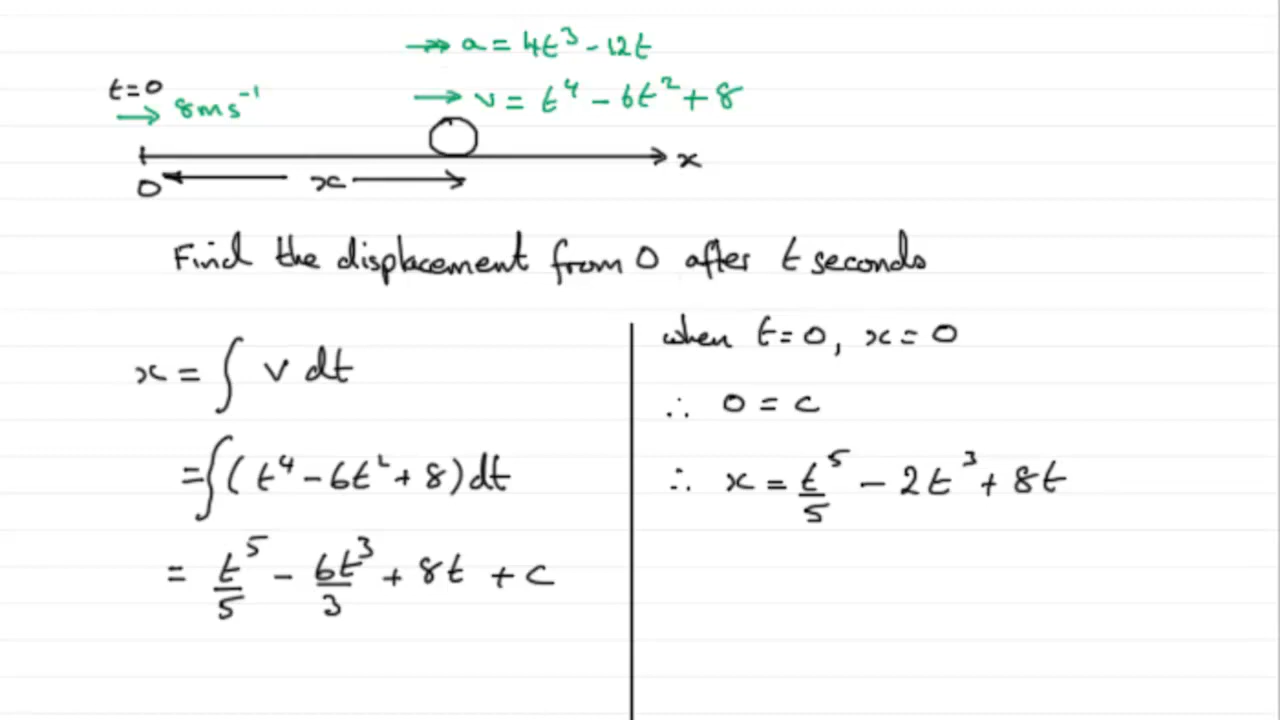 a = 4t³ - 12t
t = 0
8ms⁻¹
v = t⁴ - 6t² + 8
x
0
x
Find the displacement from O after t seconds
x = ∫ v dt
= ∫ (t⁴ - 6t² + 8) dt
= t⁵/5 - 6t³/3 + 8t + c
when t = 0, x = 0
∴ 0 = c
∴ x = t⁵/5 - 2t³ + 8t